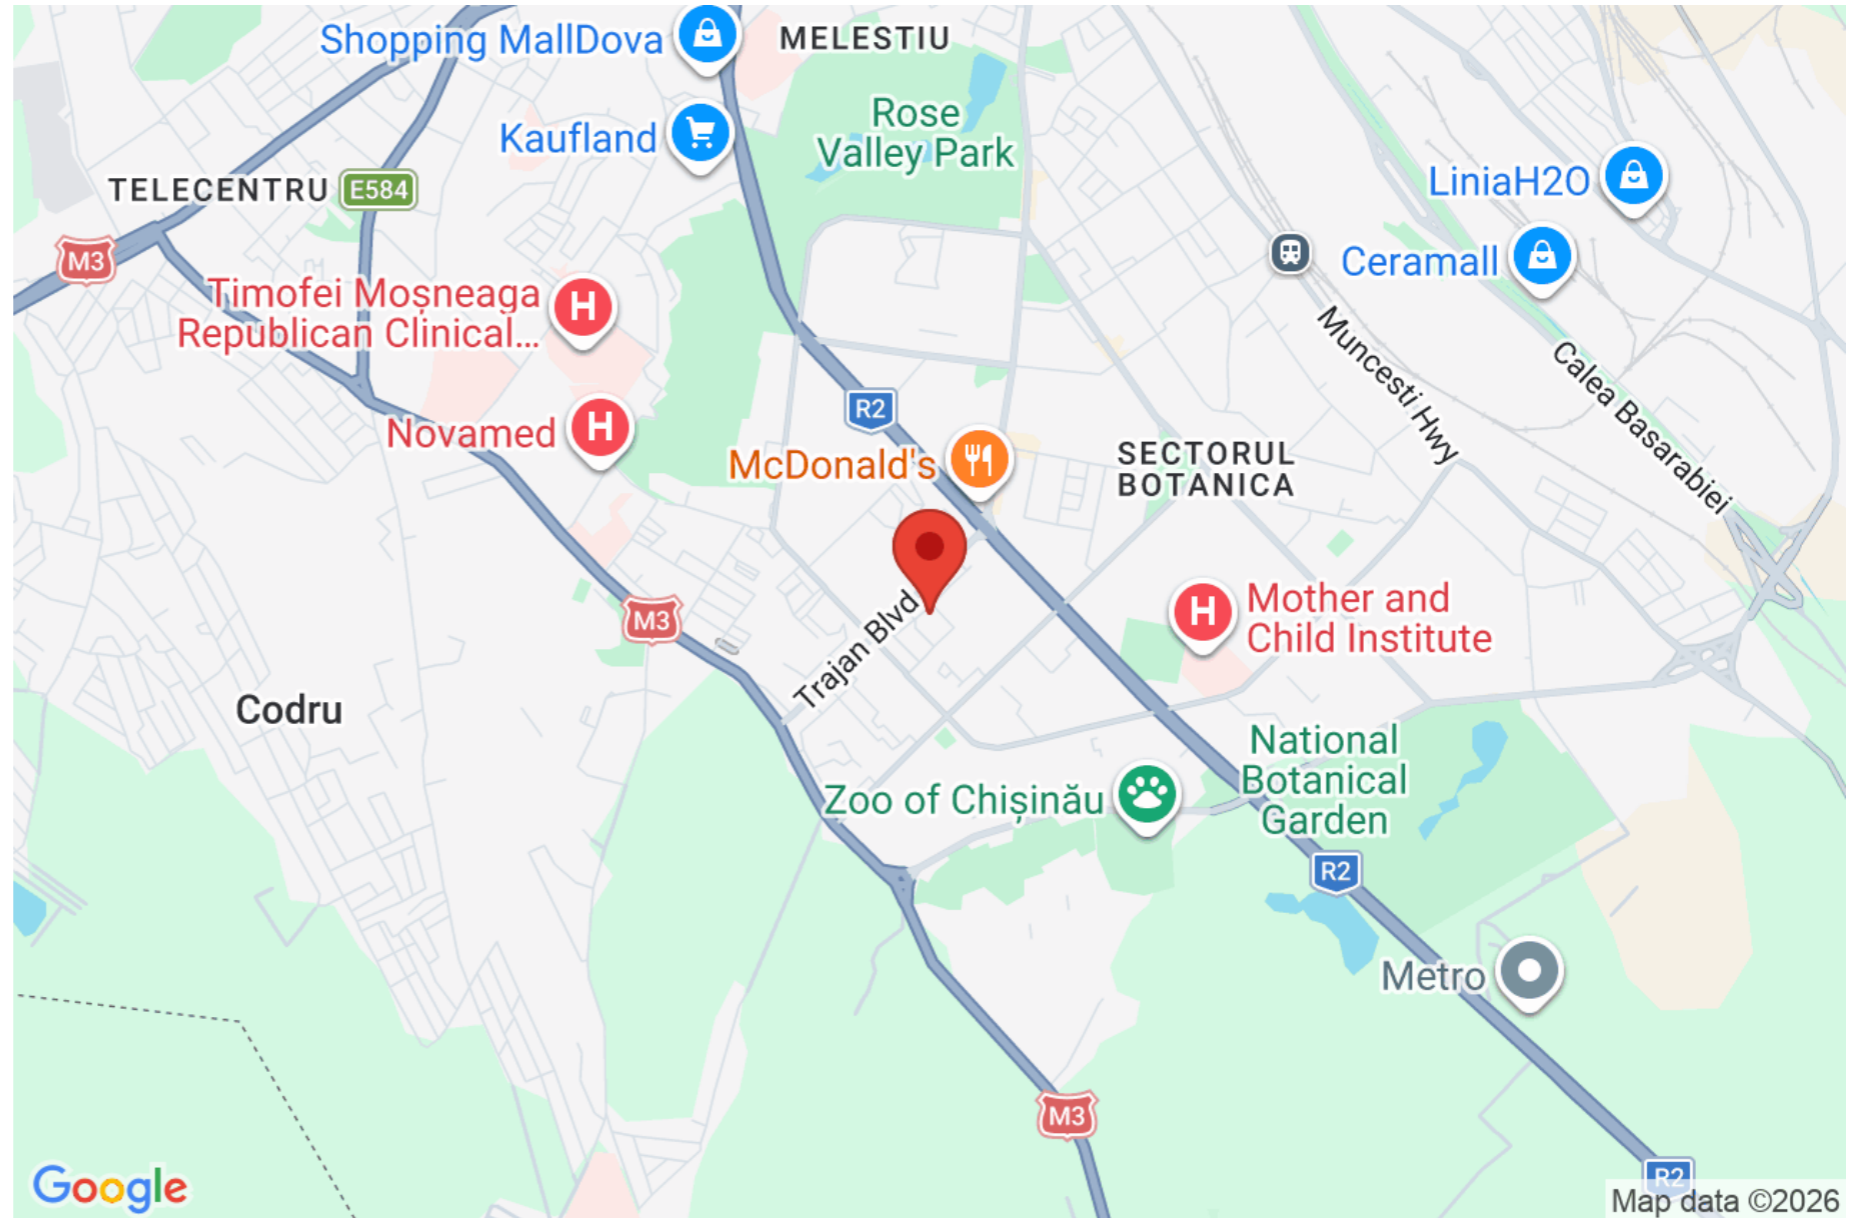 Shopping MallDova
MELESTIU
Rose
Valley Park
Kaufland
LiniaH2O
TELECENTRU
E584
M3
Ceramall
Timofei Moșneaga
Republican Clinical...
Muncesti Hwy
Calea Basarabiei
R2
Novamed
McDonald's
SECTORUL
BOTANICA
M3
Trajan Blvd
Mother and
Child Institute
Codru
National
Botanical
Garden
Zoo of Chișinău
R2
Metro
M3
R2
Google
Map data ©2026